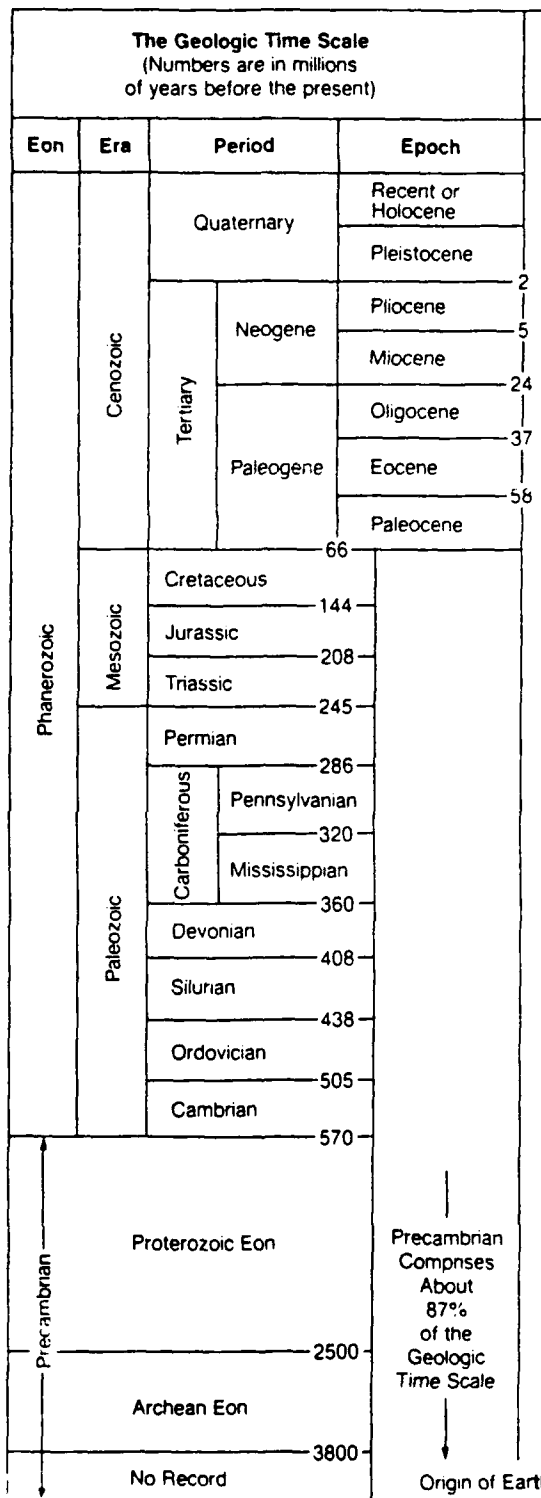 The Geologic Time Scale
(Numbers are in millions
of years before the present)
Eon Era Period Epoch
Phanerozoic
Cenozoic
Quaternary
Recent or
Holocene
Pleistocene
2
Tertiary
Neogene
Pliocene
5
Miocene
24
Paleogene
Oligocene
37
Eocene
58
Paleocene
66
Mesozoic
Cretaceous
144
Jurassic
208
Triassic
245
Paleozoic
Permian
286
Carboniferous
Pennsylvanian
320
Mississippian
360
Devonian
408
Silurian
438
Ordovician
505
Cambrian
570
Precambrian
Proterozoic Eon
2500
Archean Eon
3800
No Record
Precambrian
Comprises
About
87%
of the
Geologic
Time Scale
Origin of Eart